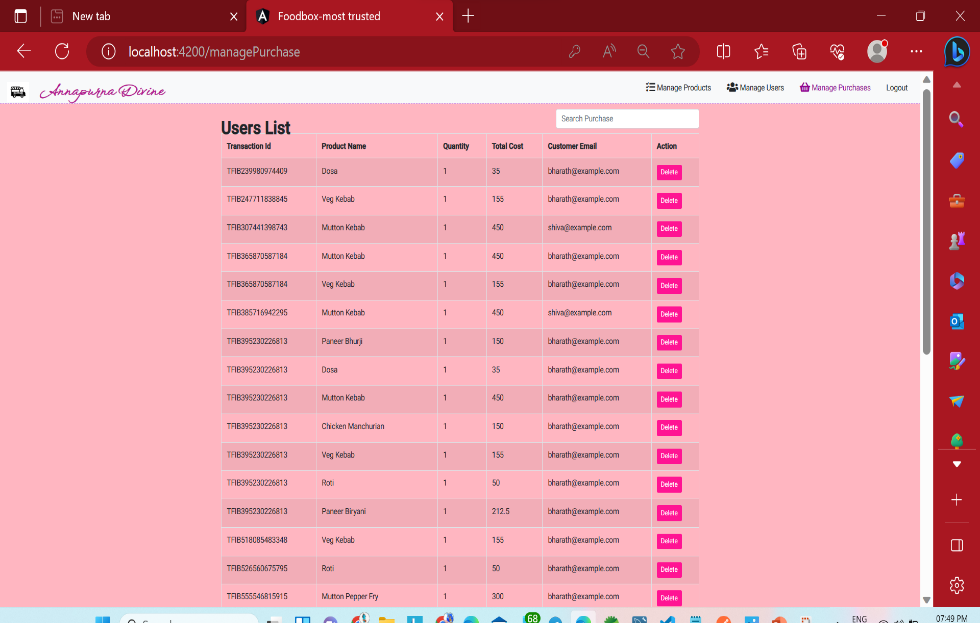 New tab
Foodbox-most trusted
localhost:4200/managePurchase
Annapurna Divine
Manage Products Manage Users Manage Purchases Logout
Search Purchase
Users List
Transaction Id Product Name Quantity Total Cost Customer Email Action
TFIB239980974409 Dosa 1 35 bharath@example.com Delete
TFIB247711838845 Veg Kebab 1 155 bharath@example.com Delete
TFIB307441398743 Mutton Kebab 1 450 shiva@example.com Delete
TFIB365870587184 Mutton Kebab 1 450 bharath@example.com Delete
TFIB365870587184 Veg Kebab 1 155 bharath@example.com Delete
TFIB385716942295 Mutton Kebab 1 450 shiva@example.com Delete
TFIB395230226813 Paneer Bhurji 1 150 bharath@example.com Delete
TFIB395230226813 Dosa 1 35 bharath@example.com Delete
TFIB395230226813 Mutton Kebab 1 450 bharath@example.com Delete
TFIB395230226813 Chicken Manchurian 1 150 bharath@example.com Delete
TFIB395230226813 Veg Kebab 1 155 bharath@example.com Delete
TFIB395230226813 Roti 1 50 bharath@example.com Delete
TFIB395230226813 Paneer Biryani 1 212.5 bharath@example.com Delete
TFIB518085483348 Veg Kebab 1 155 bharath@example.com Delete
TFIB526560675795 Roti 1 50 bharath@example.com Delete
TFIB555546815915 Mutton Pepper Fry 1 300 bharath@example.com Delete
68 ENG 07:49 PM